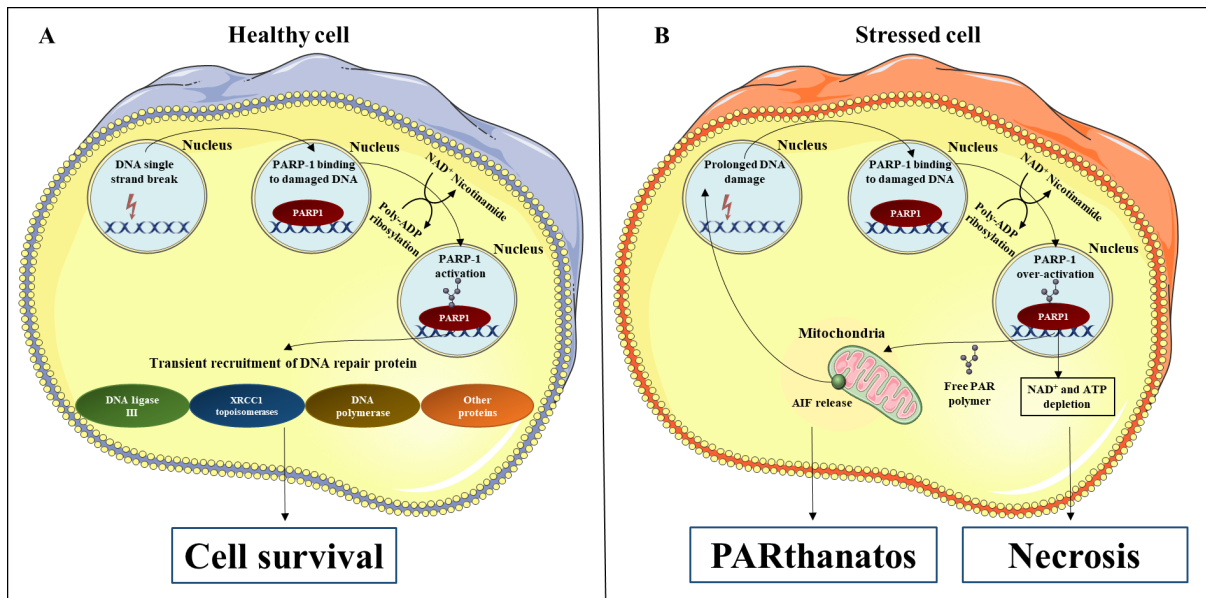 A
Healthy cell
Nucleus
DNA single
strand break
Nucleus
PARP-1 binding
to damaged DNA
PARP1
NAD+ Nicotinamide
Poly-ADP
ribosylation
Nucleus
PARP-1
activation
PARP1
Transient recruitment of DNA repair protein
DNA ligase
III
XRCC1
topoisomerases
DNA
polymerase
Other
proteins
Cell survival
B
Stressed cell
Nucleus
Prolonged DNA
damage
Nucleus
PARP-1 binding
to damaged DNA
PARP1
NAD+ Nicotinamide
Poly-ADP
ribosylation
Nucleus
PARP-1
over-activation
PARP1
Mitochondria
AIF release
Free PAR
polymer
NAD+ and ATP
depletion
PARthanatos
Necrosis